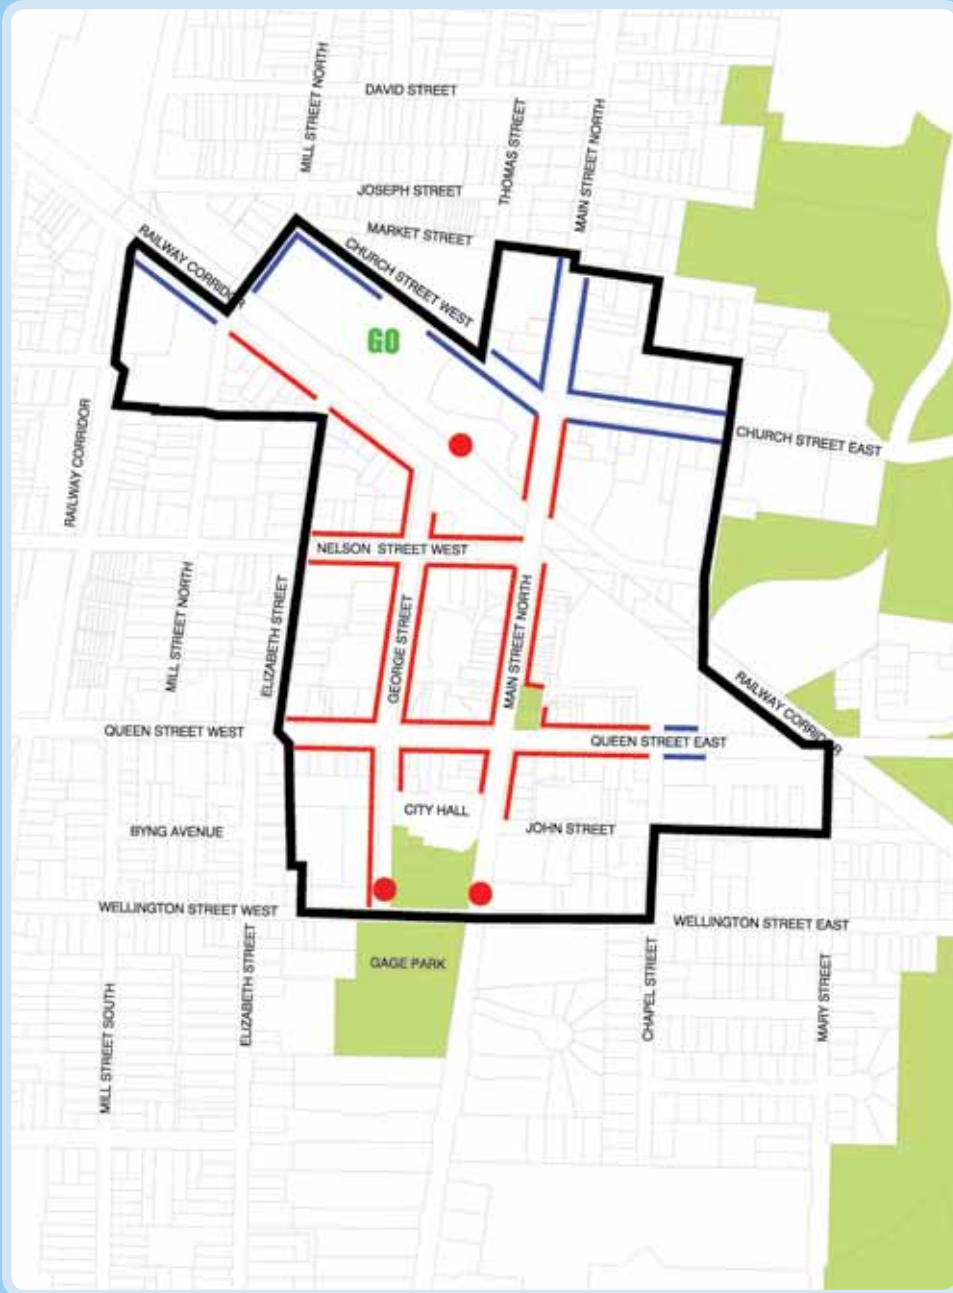 DAVID STREET
MILL STREET NORTH
THOMAS STREET
MAIN STREET NORTH
JOSEPH STREET
MARKET STREET
RAILWAY CORRIDOR
CHURCH STREET WEST
GO
CHURCH STREET EAST
RAILWAY CORRIDOR
NELSON STREET WEST
MILL STREET NORTH
ELIZABETH STREET
GEORGE STREET
MAIN STREET NORTH
RAILWAY CORRIDOR
QUEEN STREET WEST
QUEEN STREET EAST
CITY HALL
BYNG AVENUE
JOHN STREET
WELLINGTON STREET WEST
WELLINGTON STREET EAST
ELIZABETH STREET
GAGE PARK
CHAPEL STREET
MARY STREET
MILL STREET SOUTH